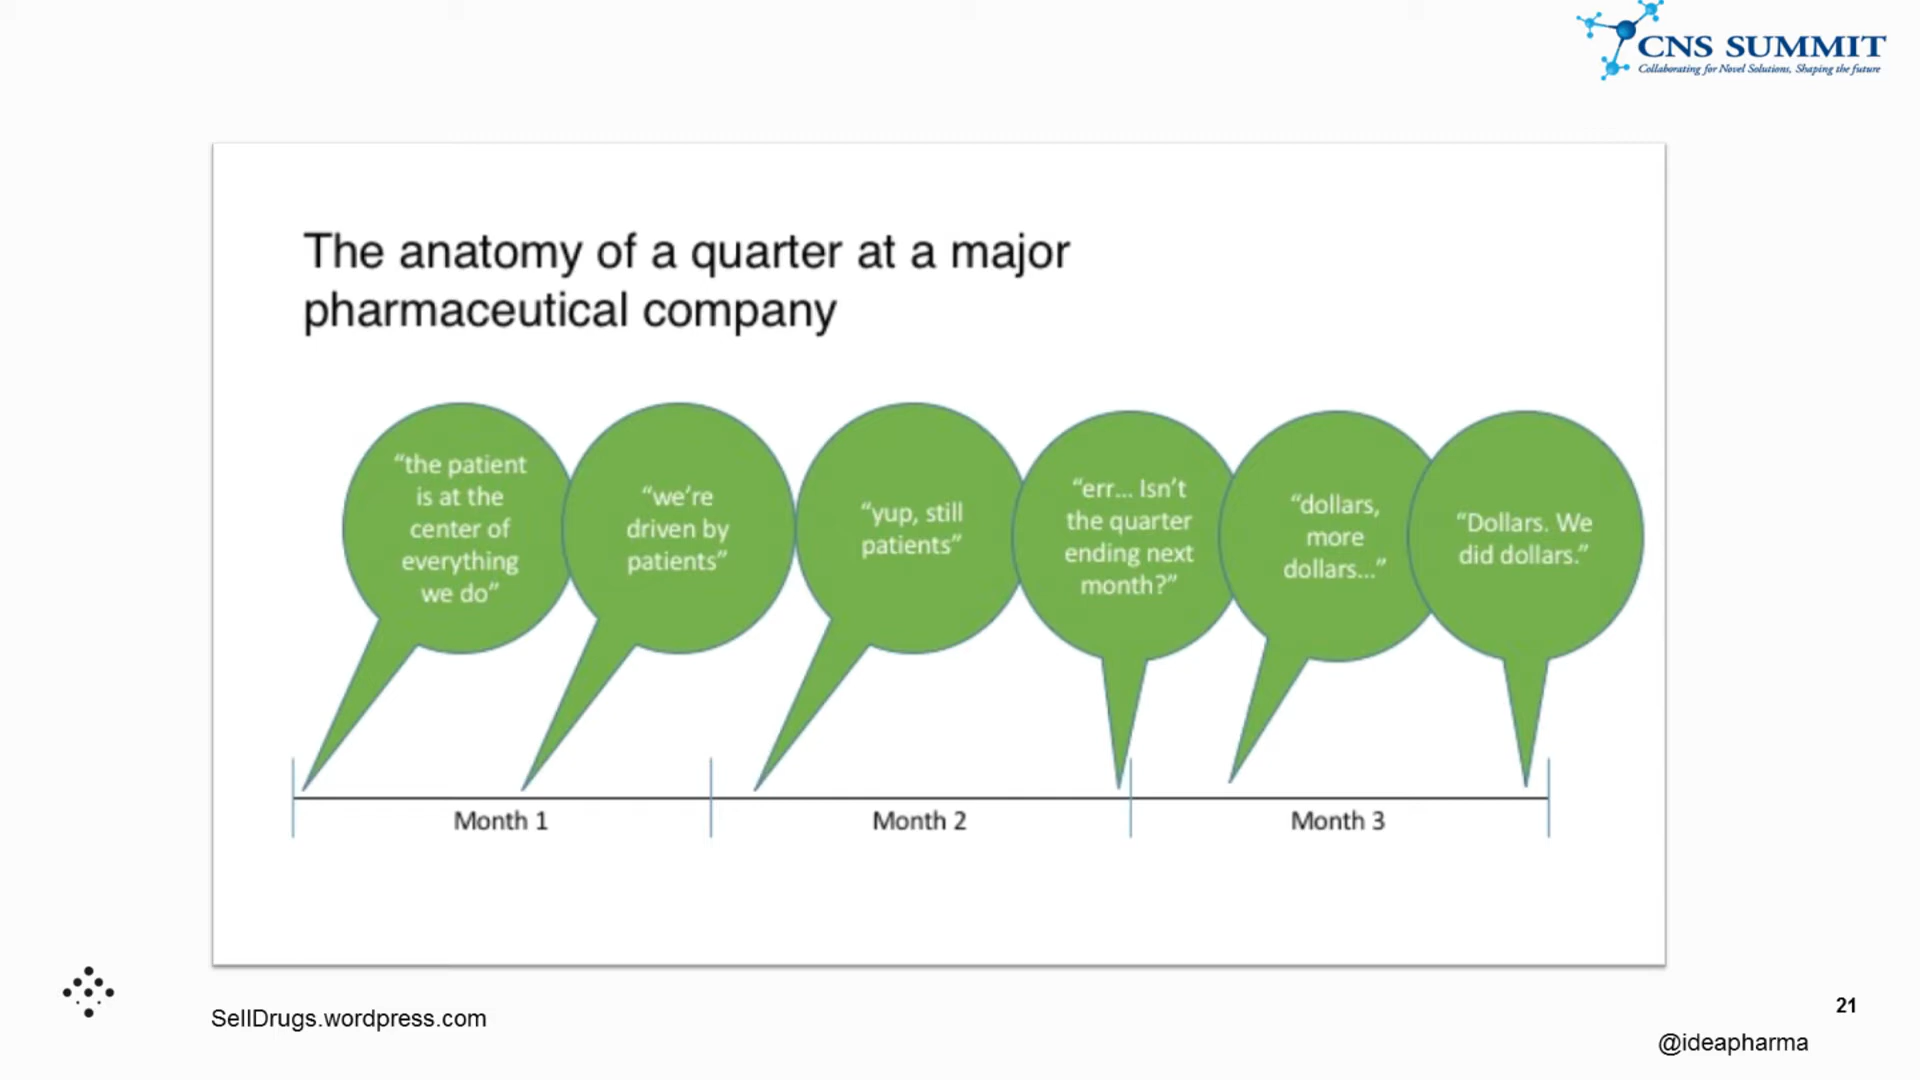 CNS SUMMIT
Collaborating for Novel Solutions, Shaping the future
The anatomy of a quarter at a major
pharmaceutical company
“the patient
is at the
center of
everything
we do”
“we’re
driven by
patients”
“yup, still
patients”
“err... Isn’t
the quarter
ending next
month?”
“dollars,
more
dollars...”
“Dollars. We
did dollars.”
Month 1
Month 2
Month 3
SellDrugs.wordpress.com
21
@ideapharma